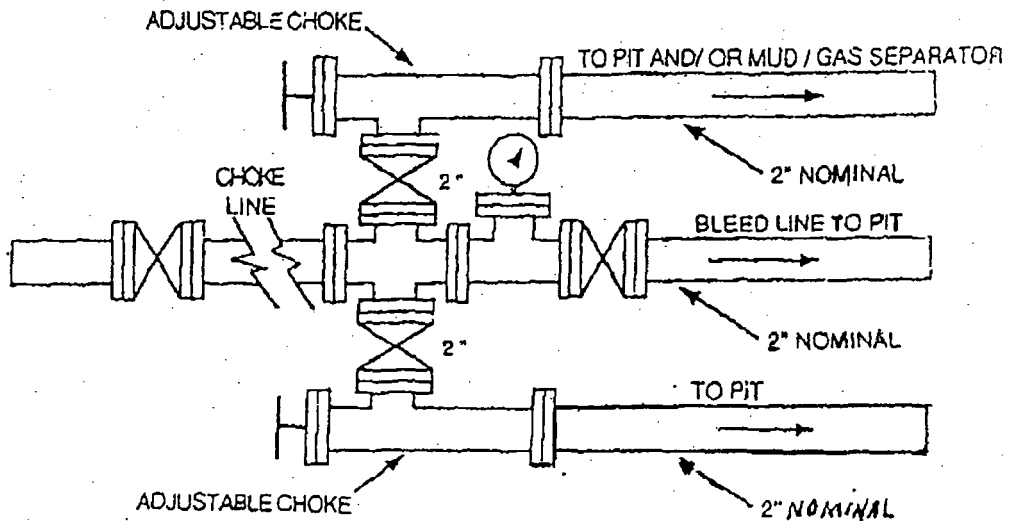 ADJUSTABLE CHOKE
TO PIT AND/ OR MUD / GAS SEPARATOR
2"
2" NOMINAL
CHOKE
LINE
BLEED LINE TO PIT
2" NOMINAL
2"
TO PIT
ADJUSTABLE CHOKE
2" NOMINAL